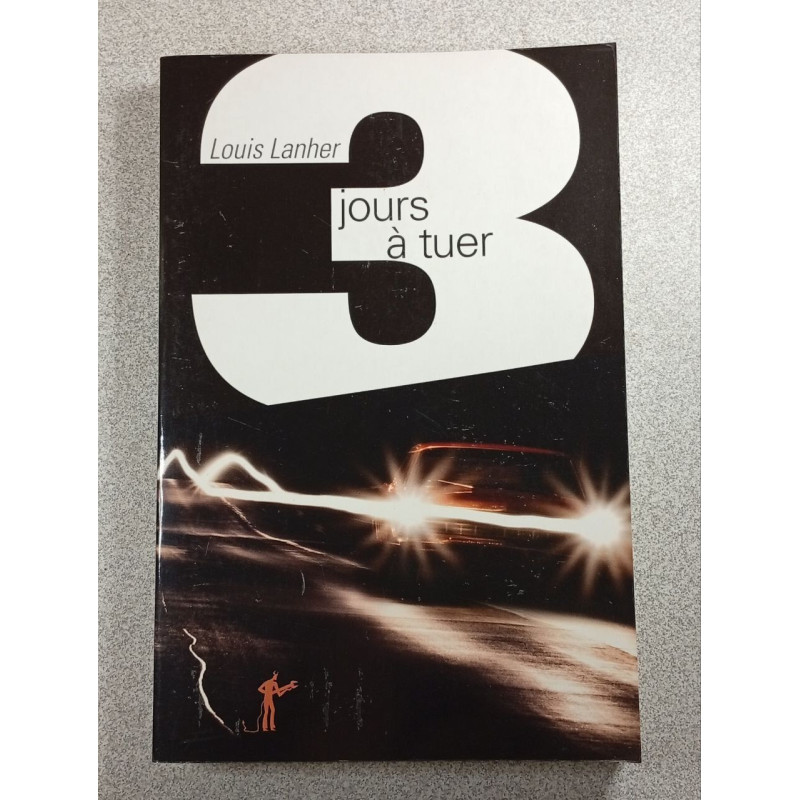 Louis Lanher
3
jours
à tuer